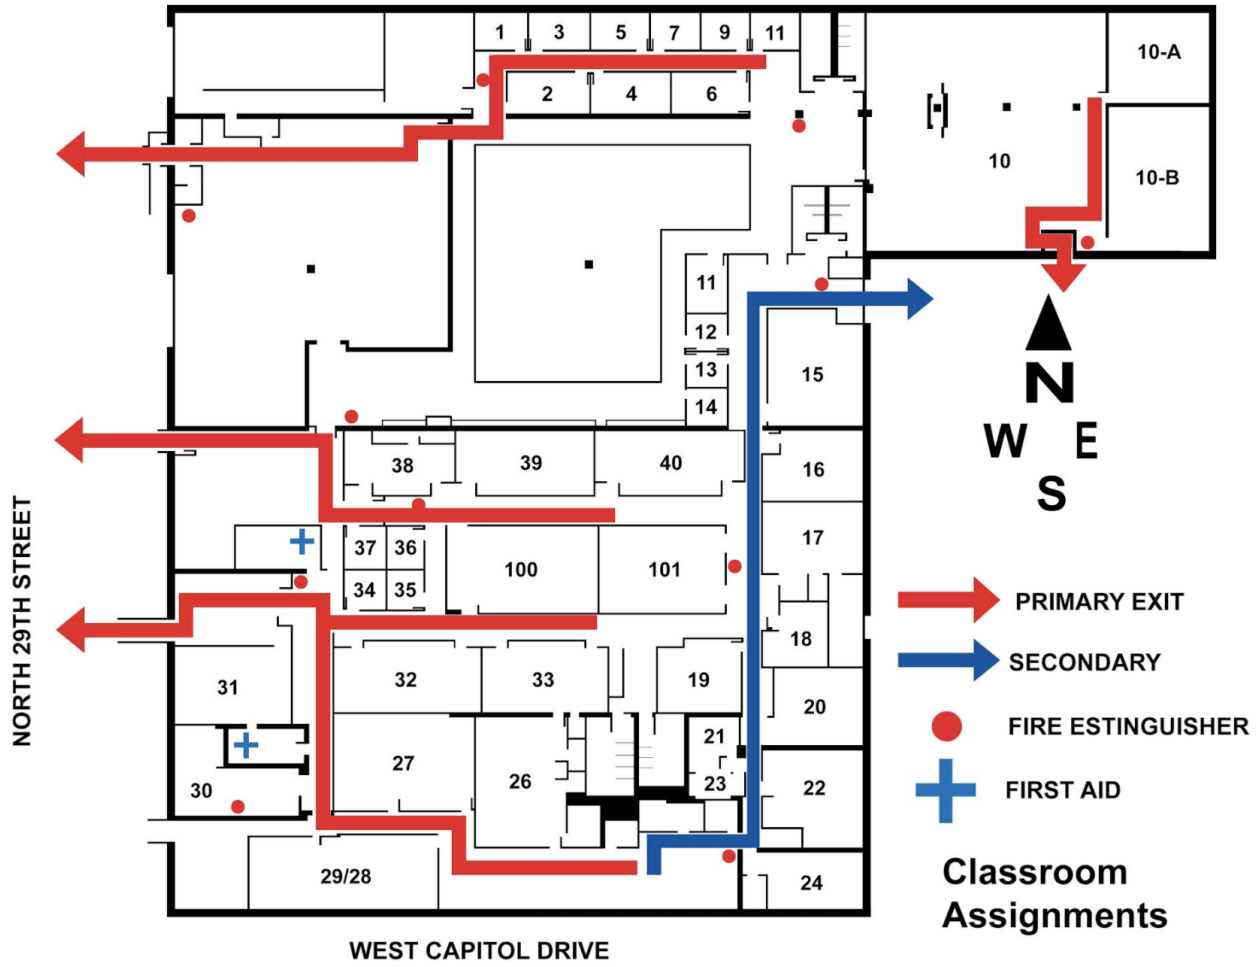 1 3 5 7 9 11
10-A
2 4 6
10
10-B
11
12
13
14
15
N
W E
S
38 39 40
16
37 36
34 35
100 101
17
NORTH 29TH STREET
18
31
32 33 19
20
21
23
30
27
26
22
29/28
24
PRIMARY EXIT
SECONDARY
FIRE ESTINGUISHER
FIRST AID
Classroom
Assignments
WEST CAPITOL DRIVE